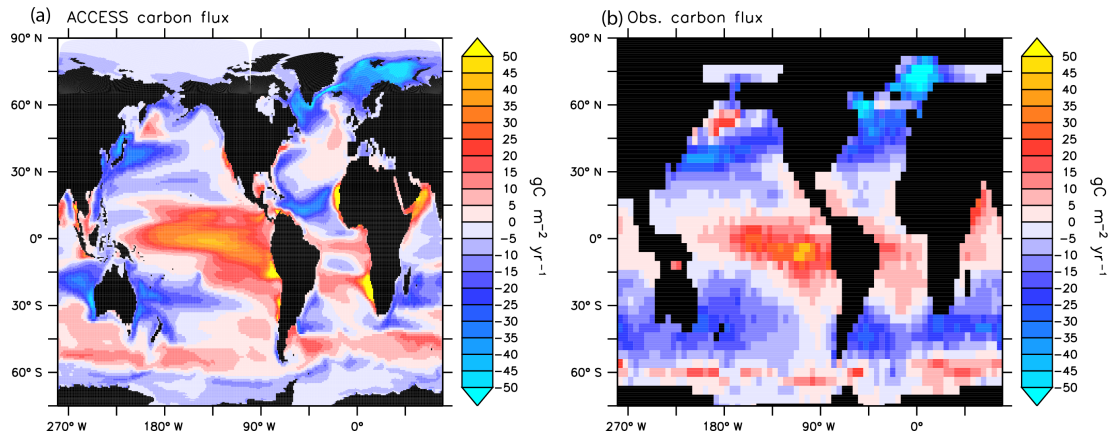 (a) ACCESS carbon flux
90° N
60° N
30° N
0°
30° S
60° S
270° W 180° W 90° W 0°
50
45
40
35
30
25
20
15
10
5
0
−5
−10
−15
−20
−25
−30
−35
−40
−45
−50
gC m⁻² yr⁻¹
(b) Obs. carbon flux
90° N
60° N
30° N
0°
30° S
60° S
270° W 180° W 90° W 0°
50
45
40
35
30
25
20
15
10
5
0
−5
−10
−15
−20
−25
−30
−35
−40
−45
−50
gC m⁻² yr⁻¹